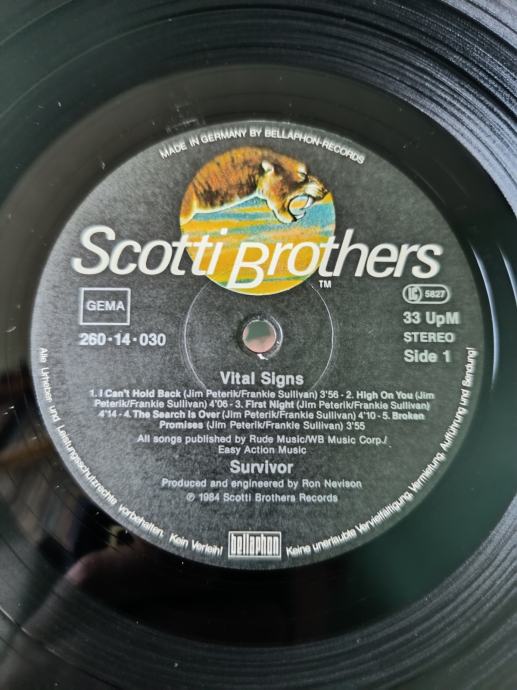 MADE IN GERMANY BY BELLAPHON-RECORDS
Scotti Brothers
TM
GEMA
LC 5827
260·14·030
33 UpM
STEREO
Side 1
Vital Signs
1. I Can't Hold Back (Jim Peterik/Frankie Sullivan) 3'56 - 2. High On You (Jim
Peterik/Frankie Sullivan) 4'06 - 3. First Night (Jim Peterik/Frankie Sullivan)
4'14 - 4. The Search Is Over (Jim Peterik/Frankie Sullivan) 4'10 - 5. Broken
Promises (Jim Peterik/Frankie Sullivan) 3'55
All songs published by Rude Music/WB Music Corp./
Easy Action Music
Survivor
Produced and engineered by Ron Nevison
℗ 1984 Scotti Brothers Records
Alle Urheber und Leistungsschutzrechte vorbehalten. Kein Verleih! bellaphon Keine unerlaubte Vervielfältigung, Vermietung, Aufführung und Sendung!